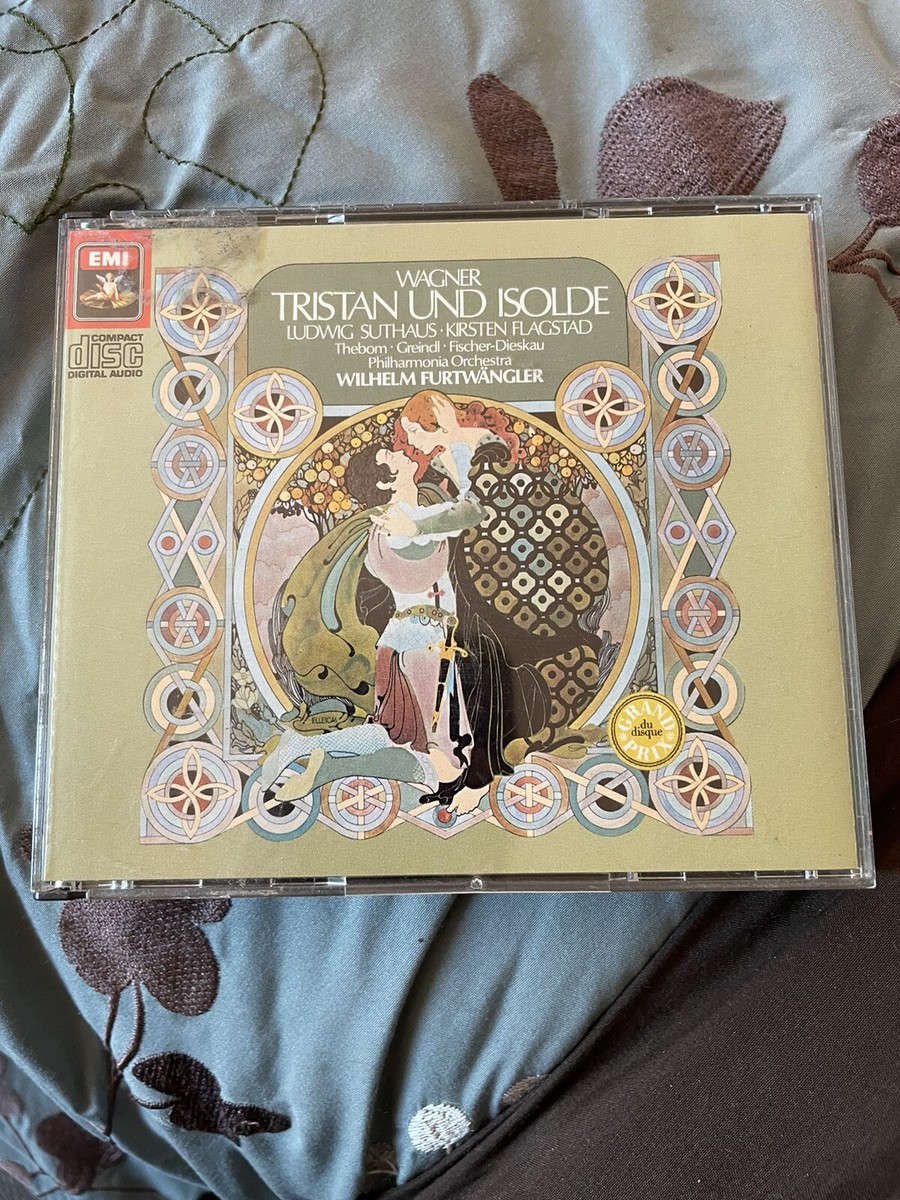 EMI
COMPACT
disc
DIGITAL AUDIO
WAGNER
TRISTAN UND ISOLDE
LUDWIG SUTHAUS · KIRSTEN FLAGSTAD
Thebom · Greindl · Fischer-Dieskau
Philharmonia Orchestra
WILHELM FURTWÄNGLER
GRAND
du
disque
PRIX